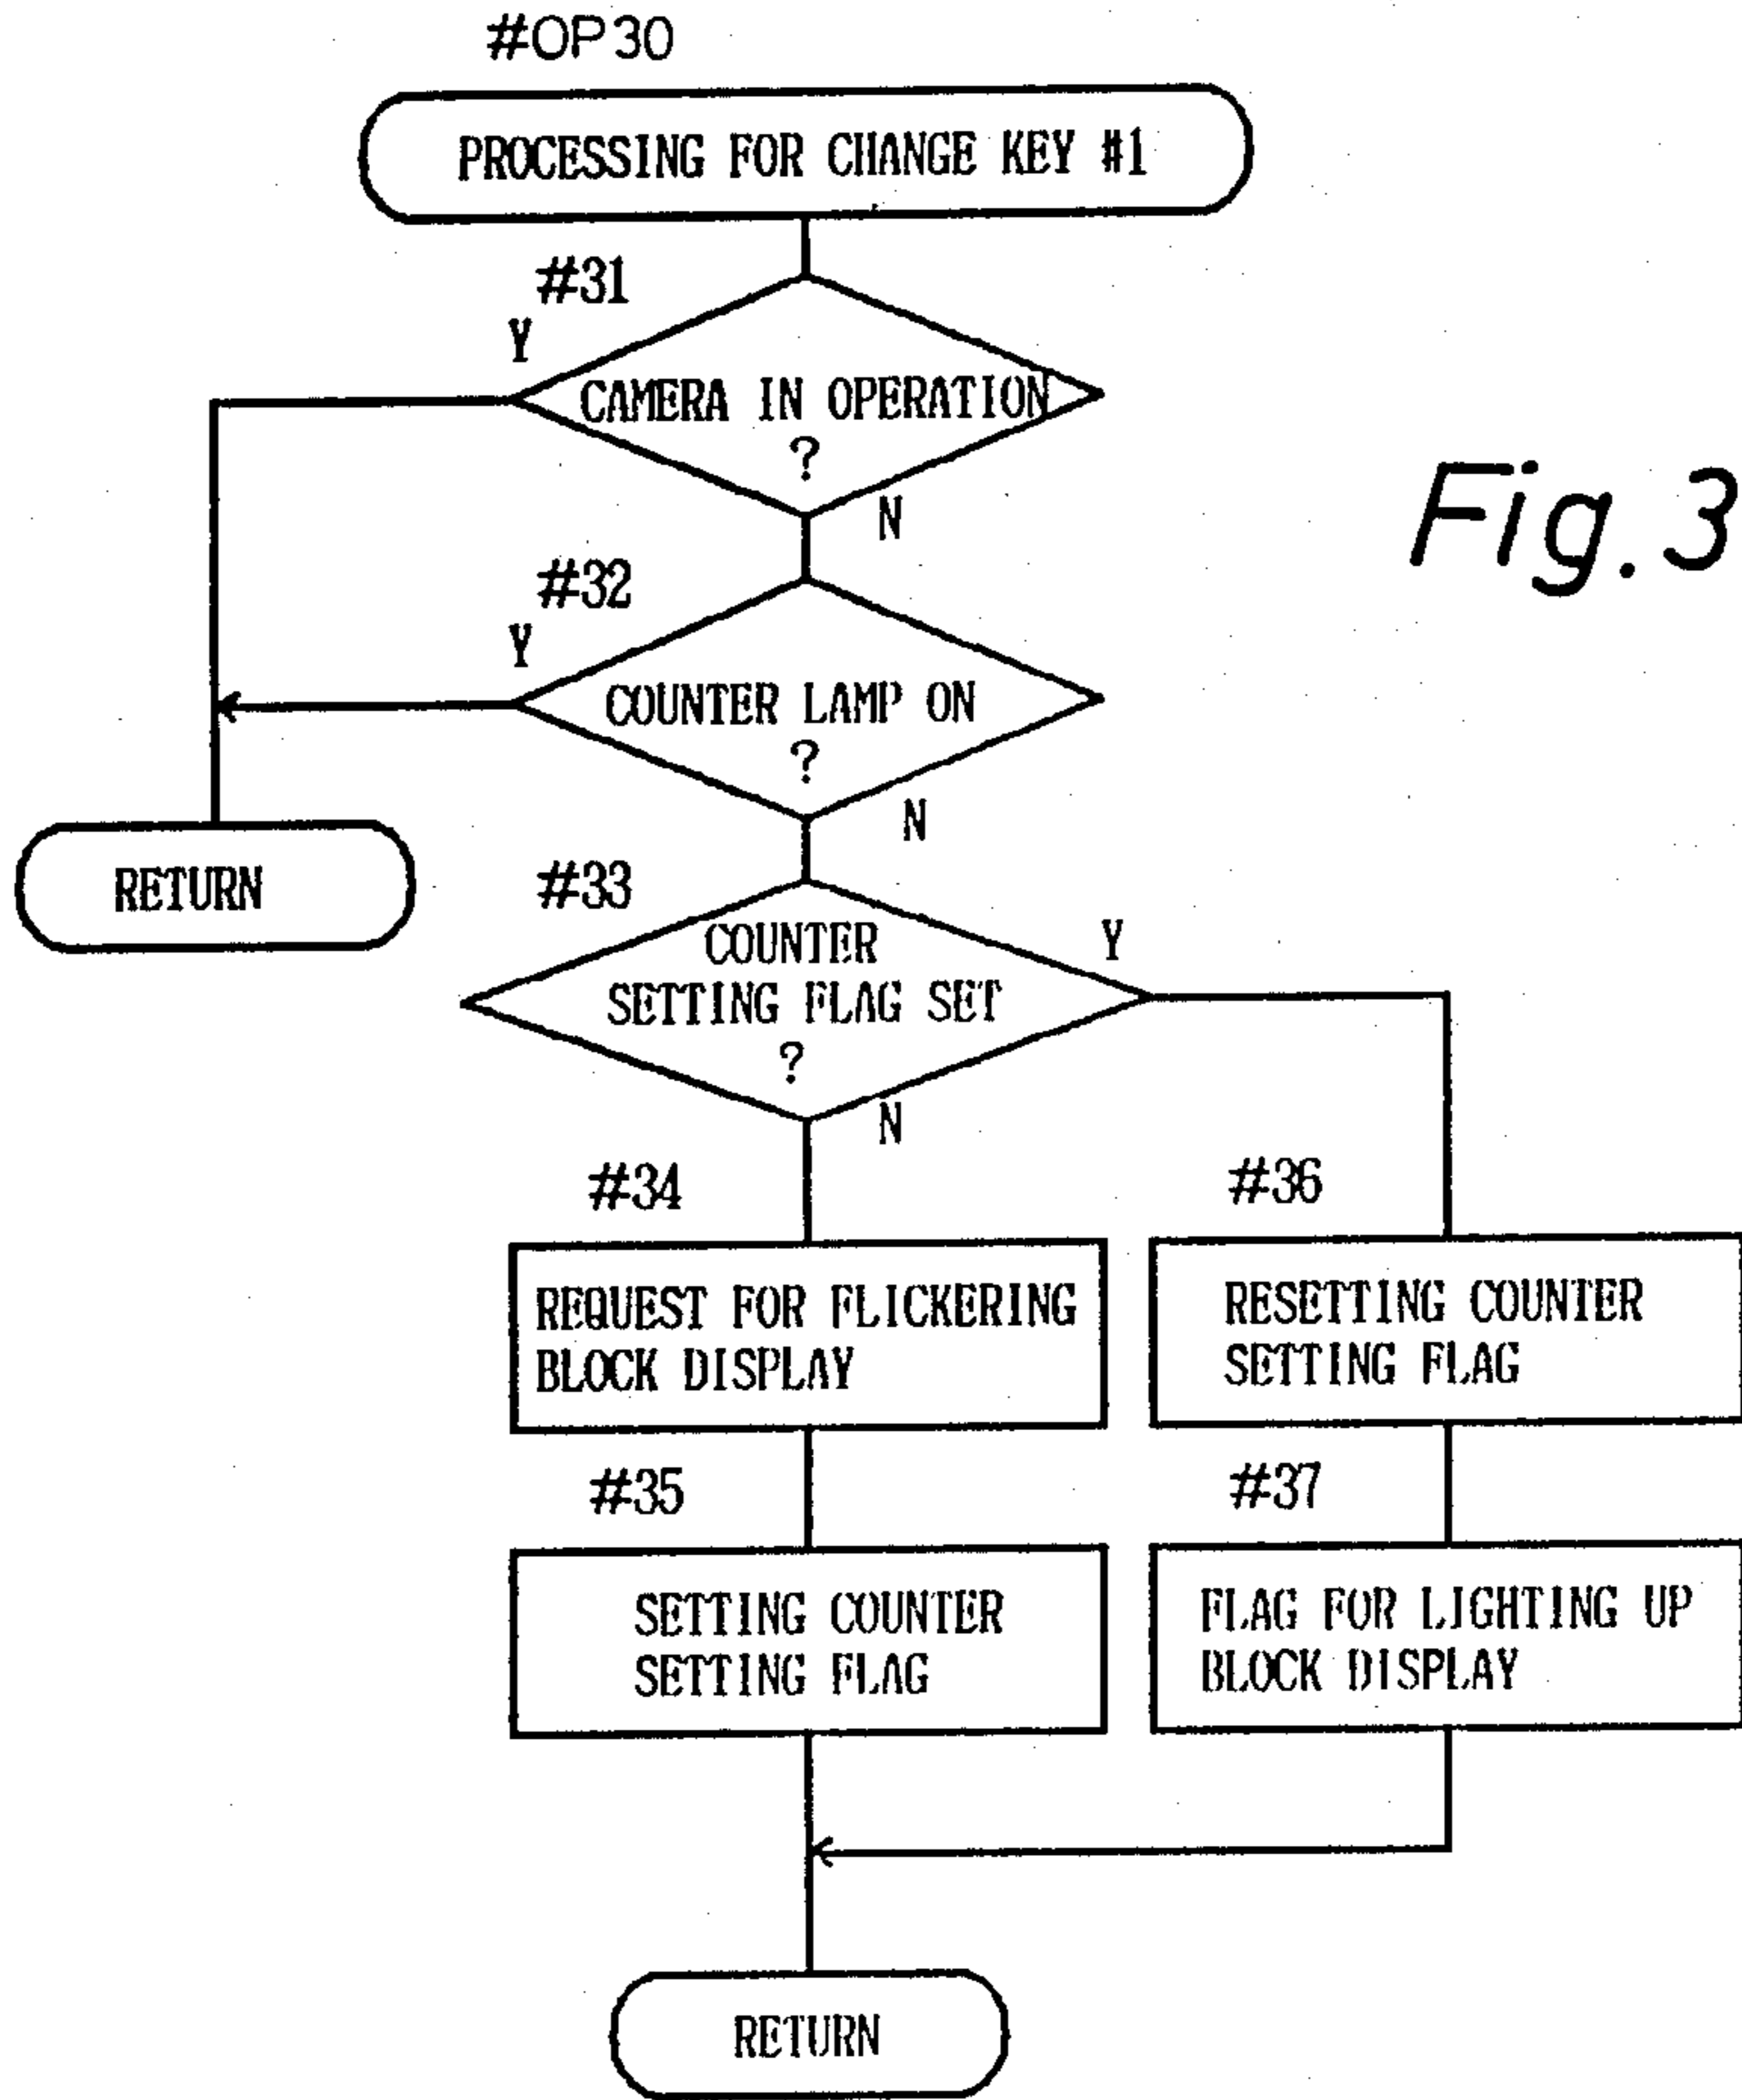 #OP30
PROCESSING FOR CHANGE KEY #1
#31
Y
CAMERA IN OPERATION
?
N
Fig.3
#32
Y
COUNTER LAMP ON
?
N
RETURN
#33
COUNTER
SETTING FLAG SET
?
Y
N
#34
REQUEST FOR FLICKERING
BLOCK DISPLAY
#36
RESETTING COUNTER
SETTING FLAG
#35
SETTING COUNTER
SETTING FLAG
#37
FLAG FOR LIGHTING UP
BLOCK DISPLAY
RETURN